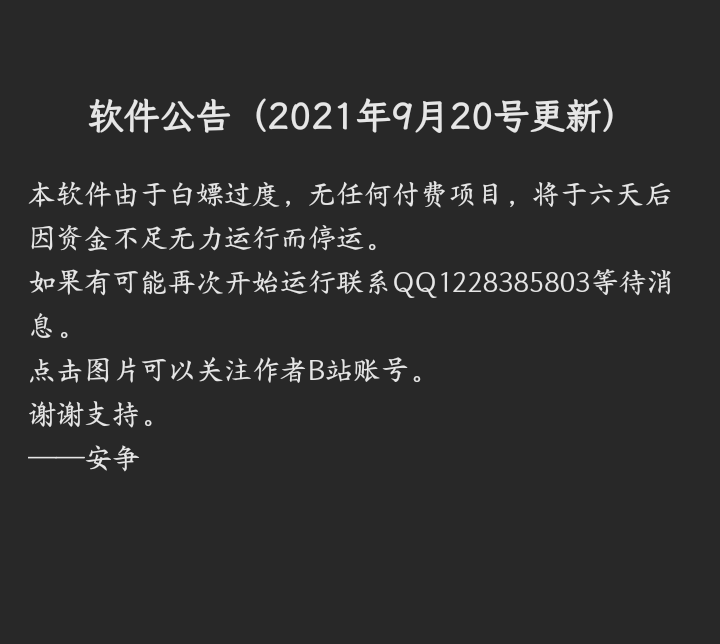 软件公告（2021年9月20号更新）
本软件由于白嫖过度，无任何付费项目，将于六天后
因资金不足无力运行而停运。
如果有可能再次开始运行联系QQ1228385803等待消
息。
点击图片可以关注作者B站账号。
谢谢支持。
——安争